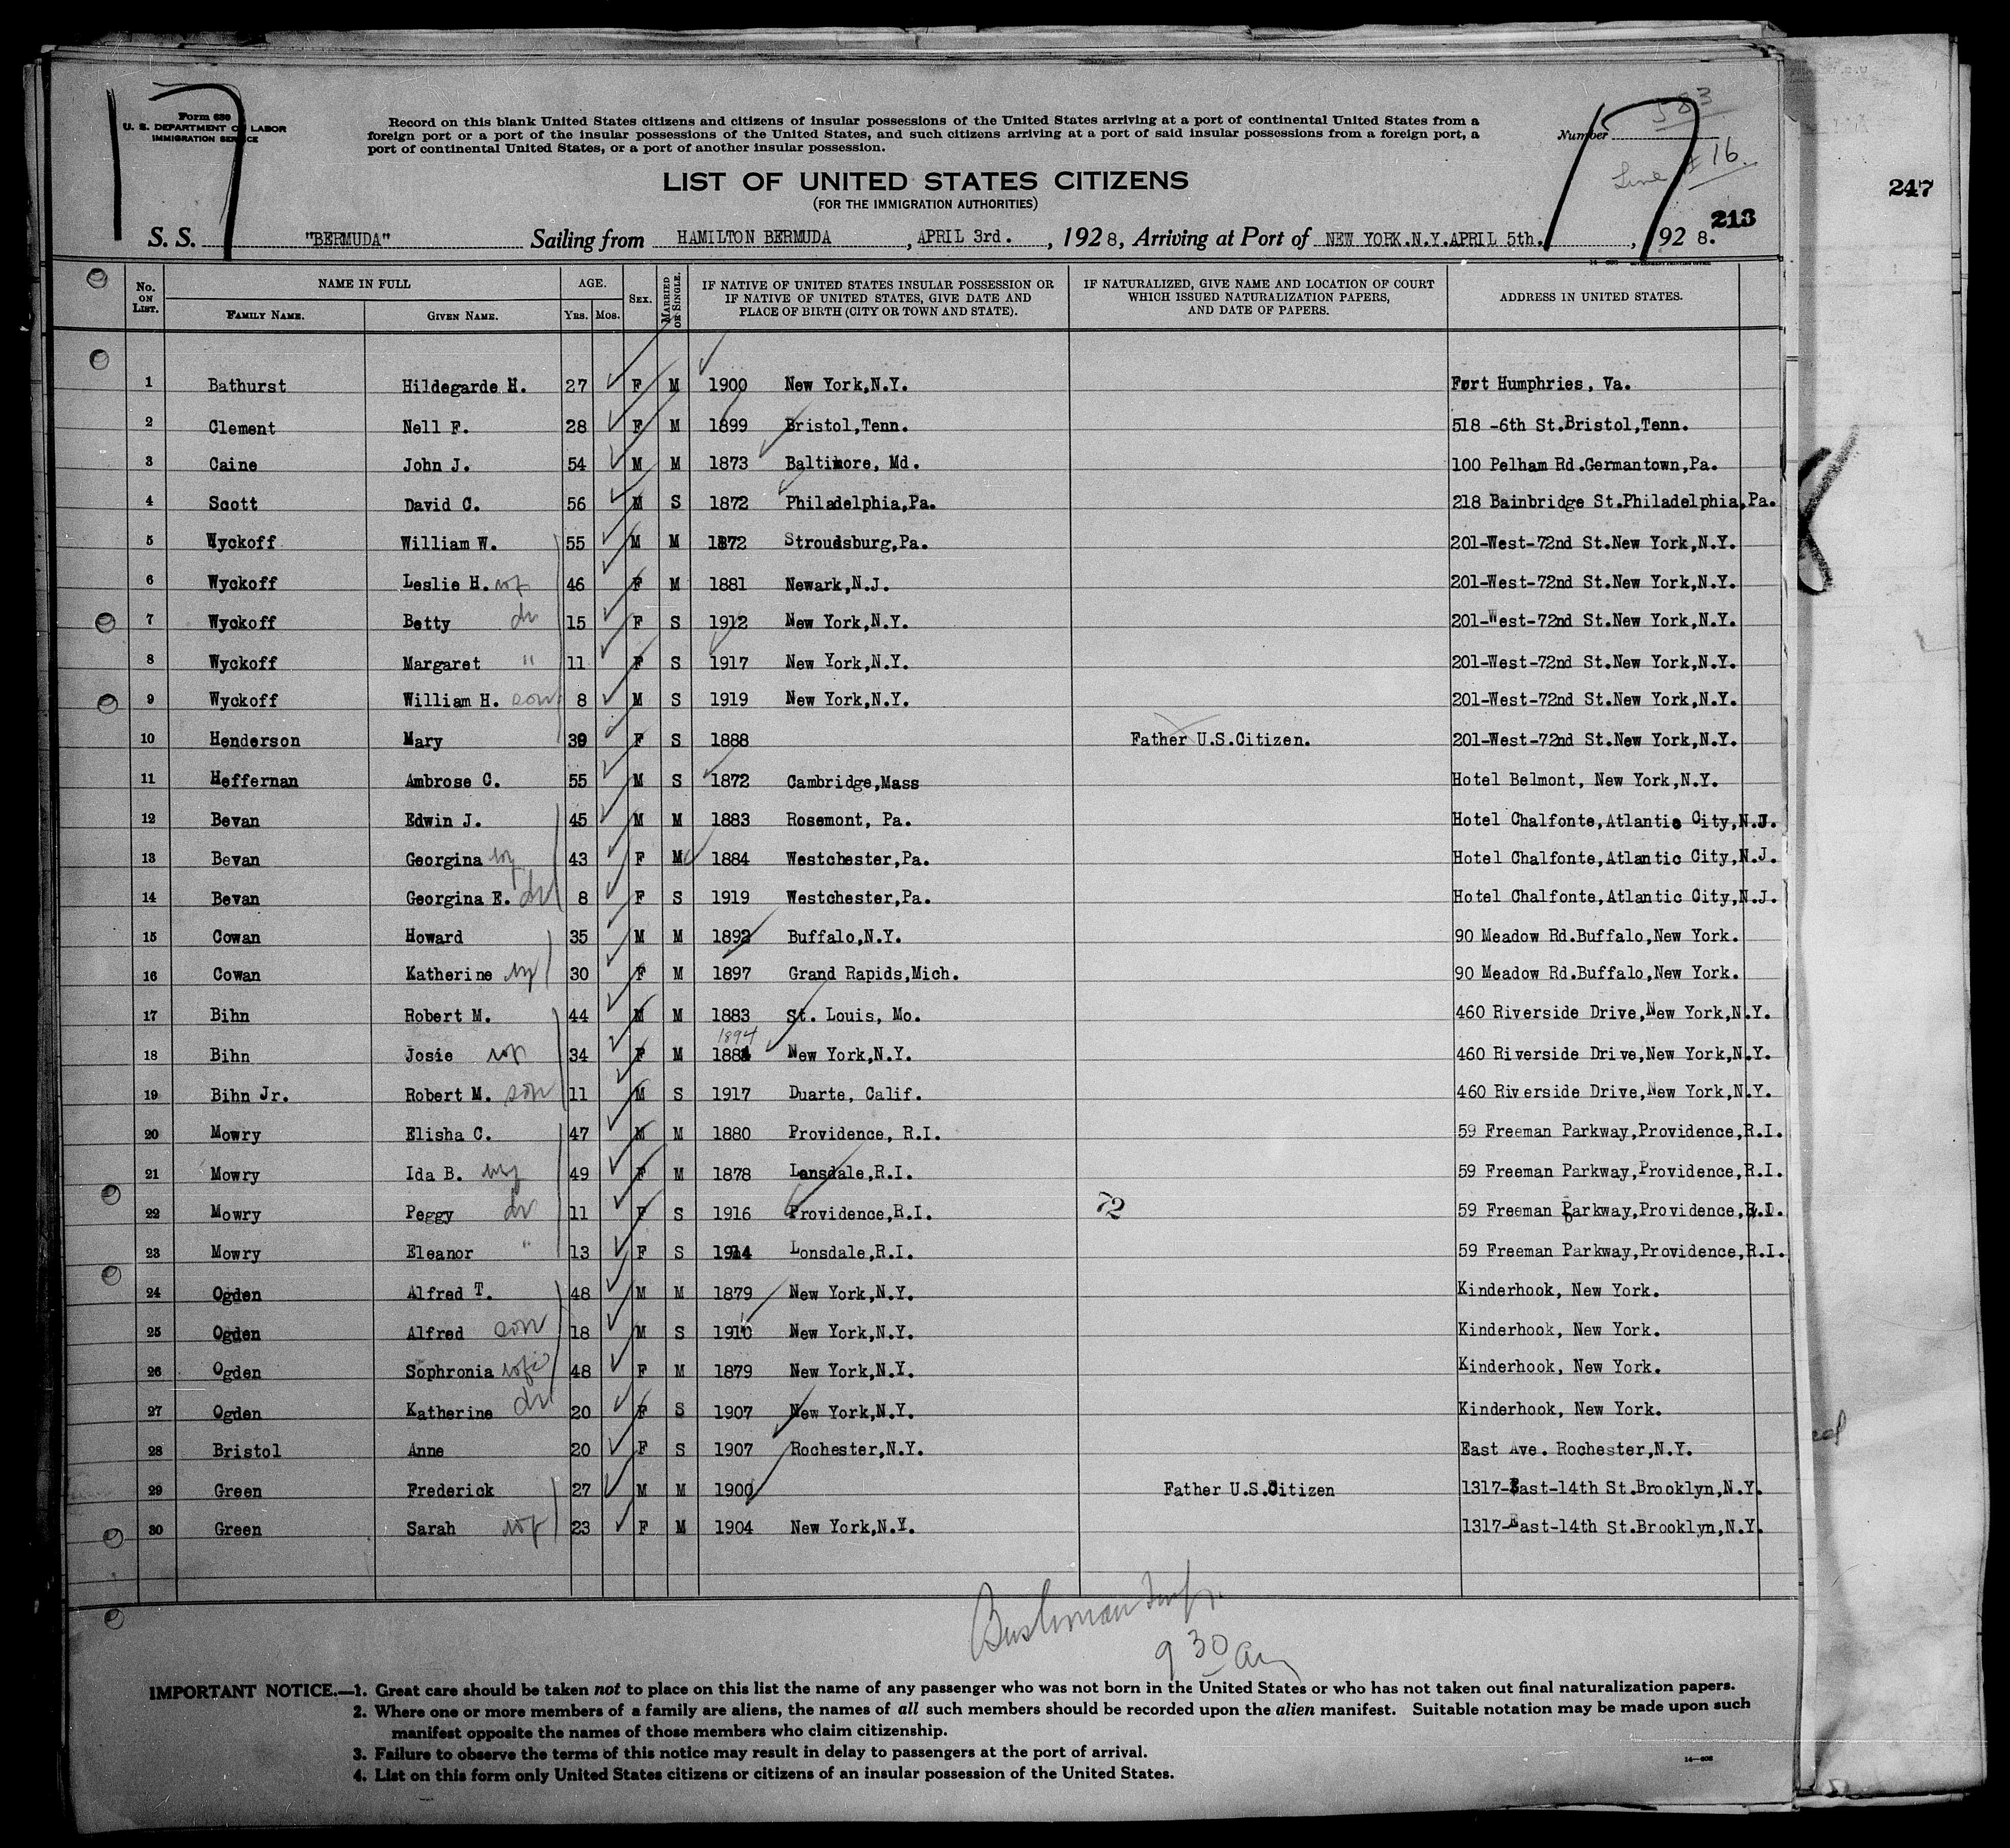 Form 630
U. S. DEPARTMENT OF LABOR
IMMIGRATION SERVICE
17
Record on this blank United States citizens and citizens of insular possessions of the United States arriving at a port of continental United States from a
foreign port or a port of the insular possessions of the United States, and such citizens arriving at a port of said insular possessions from a foreign port, a
port of continental United States, or a port of another insular possession.
Number 583
17
Line # 16.
247
LIST OF UNITED STATES CITIZENS
(FOR THE IMMIGRATION AUTHORITIES)
213
S. S. "BERMUDA" Sailing from HAMILTON BERMUDA, APRIL 3rd., 1928, Arriving at Port of NEW YORK.N.Y.APRIL 5th., 1928.
No. ON LIST. NAME IN FULL FAMILY NAME. GIVEN NAME. AGE. YRS. MOS. SEX. MARRIED OR SINGLE. IF NATIVE OF UNITED STATES INSULAR POSSESSION OR IF NATIVE OF UNITED STATES, GIVE DATE AND PLACE OF BIRTH (CITY OR TOWN AND STATE). IF NATURALIZED, GIVE NAME AND LOCATION OF COURT WHICH ISSUED NATURALIZATION PAPERS, AND DATE OF PAPERS. ADDRESS IN UNITED STATES.
1 Bathurst Hildegarde H. 27 F M 1900 New York,N.Y. Fort Humphries, Va.
2 Clement Nell F. 28 F M 1899 Bristol,Tenn. 518 -6th St.Bristol,Tenn.
3 Caine John J. 54 M M 1873 Baltimore, Md. 100 Pelham Rd.Germantown,Pa.
4 Scott David C. 56 M S 1872 Philadelphia,Pa. 218 Bainbridge St.Philadelphia,Pa.
5 Wyckoff William W. 55 M M 1872 Stroudsburg,Pa. 201-West-72nd St.New York,N.Y.
6 Wyckoff Leslie H. wf 46 F M 1881 Newark,N.J. 201-West-72nd St.New York,N.Y.
7 Wyckoff Betty dr 15 F S 1912 New York,N.Y. 201-West-72nd St.New York,N.Y.
8 Wyckoff Margaret " 11 F S 1917 New York,N.Y. 201-West-72nd St.New York,N.Y.
9 Wyckoff William H. son 8 M S 1919 New York,N.Y. 201-West-72nd St.New York,N.Y.
10 Henderson Mary 39 F S 1888 Father U.S.Citizen. 201-West-72nd St.New York,N.Y.
11 Heffernan Ambrose C. 55 M S 1872 Cambridge,Mass Hotel Belmont, New York,N.Y.
12 Bevan Edwin J. 45 M M 1883 Rosemont, Pa. Hotel Chalfonte,Atlantic City,N.J.
13 Bevan Georgina wf 43 F M 1884 Westchester,Pa. Hotel Chalfonte,Atlantic City,N.J.
14 Bevan Georgina E. dr 8 F S 1919 Westchester,Pa. Hotel Chalfonte,Atlantic City,N.J.
15 Cowan Howard 35 M M 1892 Buffalo,N.Y. 90 Meadow Rd.Buffalo,New York.
16 Cowan Katherine wf 30 F M 1897 Grand Rapids,Mich. 90 Meadow Rd.Buffalo,New York.
17 Bihn Robert M. 44 M M 1883 St. Louis, Mo. 460 Riverside Drive,New York,N.Y.
1894
18 Bihn Josie wf 34 F M 1884 New York,N.Y. 460 Riverside Drive,New York,N.Y.
19 Bihn Jr. Robert M. son 11 M S 1917 Duarte, Calif. 460 Riverside Drive,New York,N.Y.
20 Mowry Elisha C. 47 M M 1880 Providence, R.I. 59 Freeman Parkway,Providence,R.I.
21 Mowry Ida B. wf 49 F M 1878 Lonsdale,R.I. 59 Freeman Parkway,Providence,R.I.
22 Mowry Peggy dr 11 F S 1916 Providence,R.I. 72 59 Freeman Parkway,Providence,R.I.
23 Mowry Eleanor " 13 F S 1914 Lonsdale,R.I. 59 Freeman Parkway,Providence,R.I.
24 Ogden Alfred T. 48 M M 1879 New York,N.Y. Kinderhook, New York.
25 Ogden Alfred son 18 M S 1910 New York,N.Y. Kinderhook, New York.
26 Ogden Sophronia wf 48 F M 1879 New York,N.Y. Kinderhook, New York.
27 Ogden Katherine dr 20 F S 1907 New York,N.Y. Kinderhook, New York.
28 Bristol Anne 20 F S 1907 Rochester,N.Y. East Ave. Rochester,N.Y.
29 Green Frederick 27 M M 1900 Father U.S.Citizen 1317-East-14th St.Brooklyn,N.Y.
30 Green Sarah wf 23 F M 1904 New York,N.Y. 1317-East-14th St.Brooklyn,N.Y.
Bushman Insp.
9 30 am
IMPORTANT NOTICE.—1. Great care should be taken not to place on this list the name of any passenger who was not born in the United States or who has not taken out final naturalization papers.
2. Where one or more members of a family are aliens, the names of all such members should be recorded upon the alien manifest. Suitable notation may be made upon such
manifest opposite the names of those members who claim citizenship.
3. Failure to observe the terms of this notice may result in delay to passengers at the port of arrival.
4. List on this form only United States citizens or citizens of an insular possession of the United States.
14—608